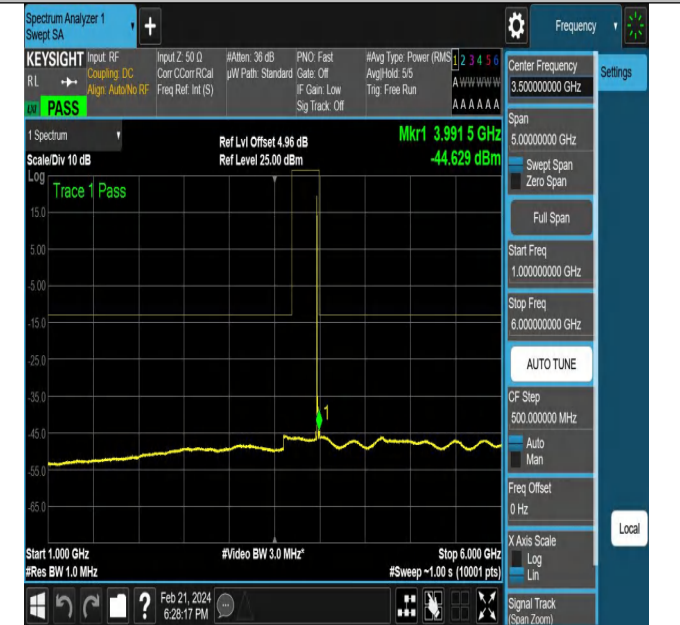 Spectrum Analyzer 1
Swept SA
Frequency
KEYSIGHT
RL
LXI PASS
Input: RF
Coupling: DC
Align: Auto/No RF
Input Z: 50 Ω
Corr CCorr RCal
Freq Ref: Int (S)
#Atten: 36 dB
µW Path: Standard
PNO: Fast
Gate: Off
IF Gain: Low
Sig Track: Off
#Avg Type: Power (RMS
Avg|Hold: 5/5
Trig: Free Run
1 2 3 4 5 6
A W W W W W
A A A A A A
1 Spectrum
Scale/Div 10 dB
Log
Ref Lvl Offset 4.96 dB
Ref Level 25.00 dBm
Mkr1 3.991 5 GHz
-44.629 dBm
Trace 1 Pass
15.0
5.00
-5.00
-15.0
-25.0
-35.0
-45.0
-55.0
-65.0
1
Start 1.000 GHz
#Res BW 1.0 MHz
#Video BW 3.0 MHz*
Stop 6.000 GHz
#Sweep ~1.00 s (10001 pts)
Center Frequency
3.50000000 GHz
Settings
Span
5.00000000 GHz
Swept Span
Zero Span
Full Span
Start Freq
1.00000000 GHz
Stop Freq
6.00000000 GHz
AUTO TUNE
CF Step
500.000000 MHz
Auto
Man
Freq Offset
0 Hz
X Axis Scale
Log
Lin
Signal Track
(Span Zoom)
Local
?
Feb 21, 2024
6:28:17 PM